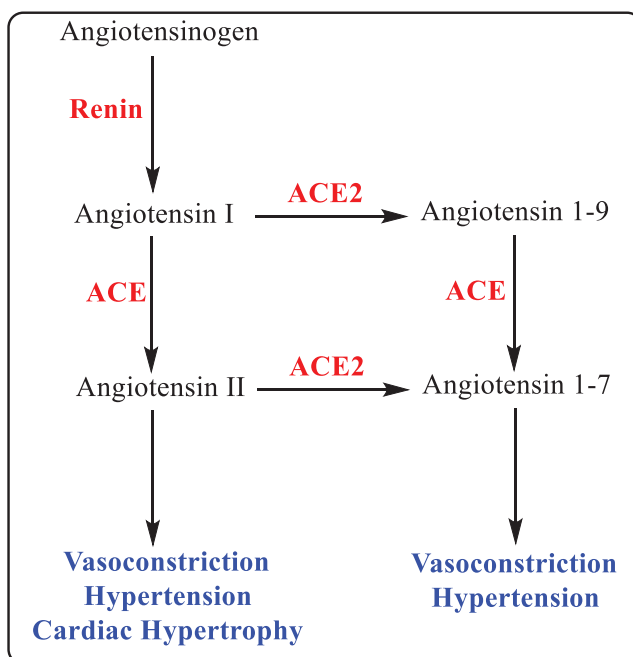 Angiotensinogen
Renin
ACE2
Angiotensin I
Angiotensin 1-9
ACE
ACE
ACE2
Angiotensin II
Angiotensin 1-7
Vasoconstriction
Hypertension
Cardiac Hypertrophy
Vasoconstriction
Hypertension